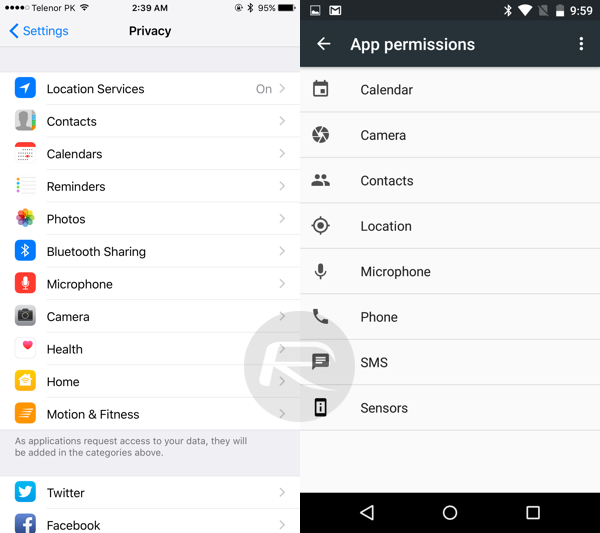 Telenor PK
2:39 AM
95%
Settings
Privacy
Location Services
On
Contacts
Calendars
Reminders
Photos
Bluetooth Sharing
Microphone
Camera
Health
Home
Motion & Fitness
As applications request access to your data, they will
be added in the categories above.
Twitter
Facebook
9:59
App permissions
Calendar
Camera
Contacts
Location
Microphone
Phone
SMS
Sensors